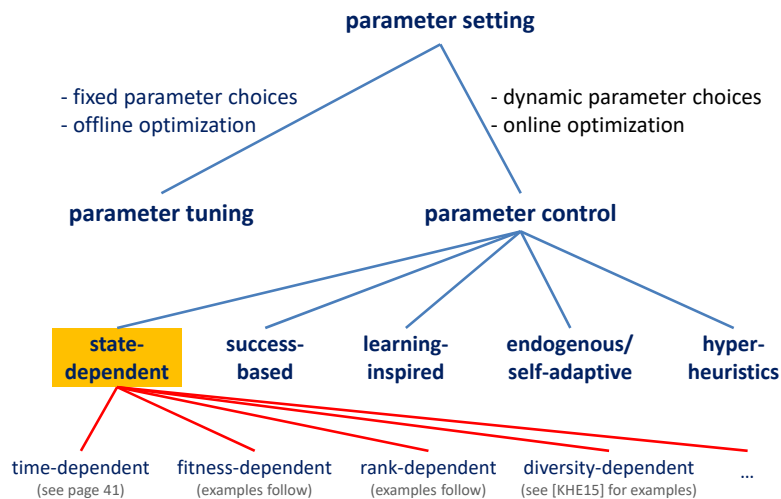 parameter setting
- fixed parameter choices
- offline optimization
- dynamic parameter choices
- online optimization
parameter tuning
parameter control
state-
dependent
success-
based
learning-
inspired
endogenous/
self-adaptive
hyper-
heuristics
time-dependent
(see page 41)
fitness-dependent
(examples follow)
rank-dependent
(examples follow)
diversity-dependent
(see [KHE15] for examples)
...